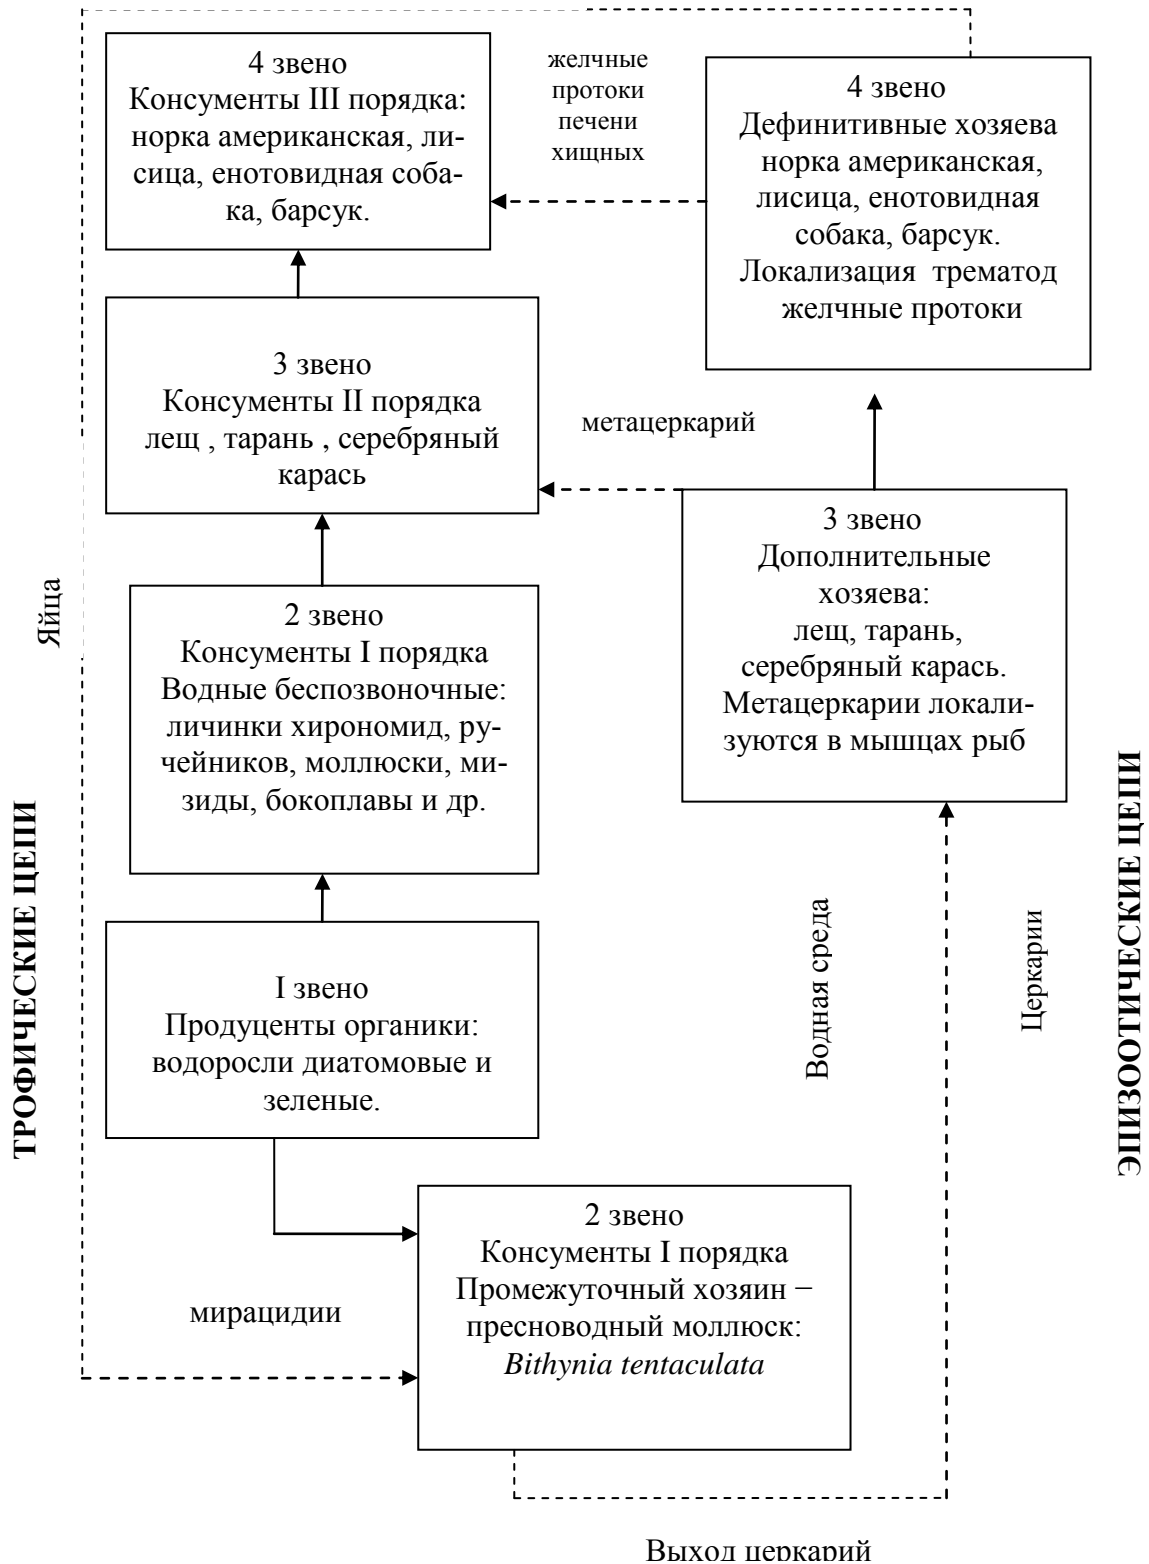 4 звено
Консументы III порядка:
норка американская, ли-
сица, енотовидная соба-
ка, барсук.
желчные
протоки
печени
хищных
4 звено
Дефинитивные хозяева
норка американская,
лисица, енотовидная
собака, барсук.
Локализация трематод
желчные протоки
3 звено
Консументы II порядка
лещ , тарань , серебряный
карась
метацеркарий
3 звено
Дополнительные
хозяева:
лещ, тарань,
серебряный карась.
Метацеркарии локали-
зуются в мышцах рыб
Яйца
2 звено
Консументы I порядка
Водные беспозвоночные:
личинки хирономид, ру-
чейников, моллюски, ми-
зиды, бокоплавы и др.
ТРОФИЧЕСКИЕ ЦЕПИ
ЭПИЗООТИЧЕСКИЕ ЦЕПИ
Водная среда
Церкарии
I звено
Продуценты органики:
водоросли диатомовые и
зеленые.
2 звено
Консументы I порядка
Промежуточный хозяин −
пресноводный моллюск:
Bithynia tentaculata
мирацидии
Выход церкарий